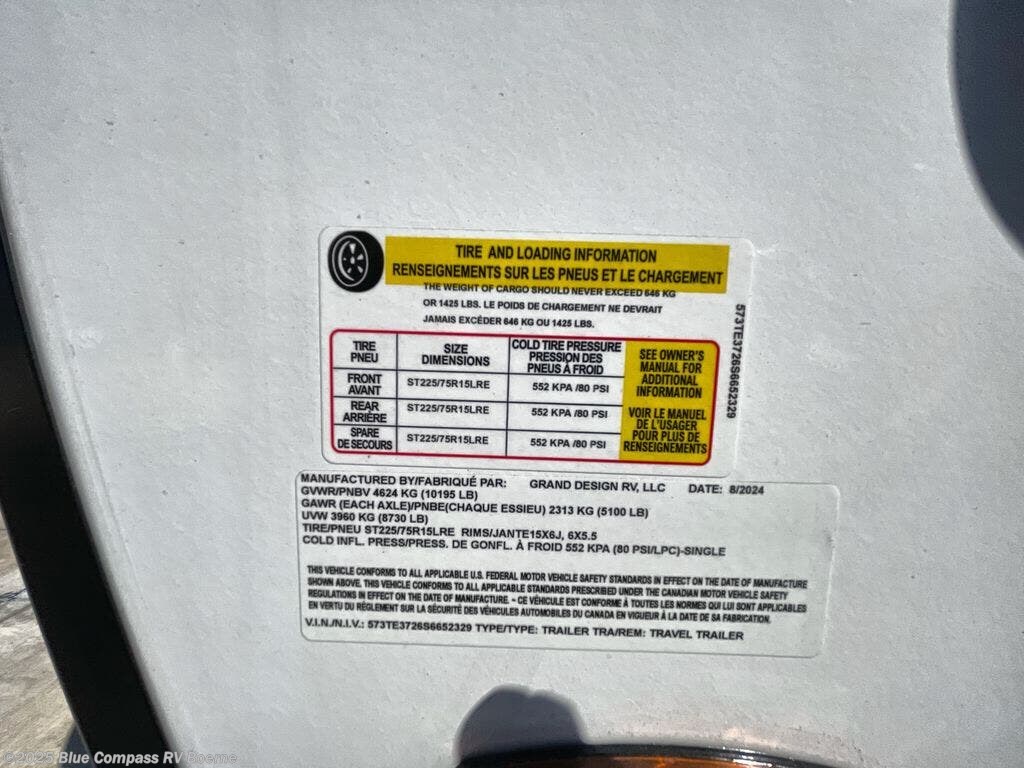 TIRE AND LOADING INFORMATION
RENSEIGNEMENTS SUR LES PNEUS ET LE CHARGEMENT
THE WEIGHT OF CARGO SHOULD NEVER EXCEED 646 KG
OR 1425 LBS. LE POIDS DE CHARGEMENT NE DEVRAIT
JAMAIS EXCÉDER 646 KG OU 1425 LBS.
TIRE
PNEU
SIZE
DIMENSIONS
COLD TIRE PRESSURE
PRESSION DES
PNEUS À FROID
FRONT
AVANT
ST225/75R15LRE
552 KPA /80 PSI
REAR
ARRIÈRE
ST225/75R15LRE
552 KPA /80 PSI
SPARE
DE SECOURS
ST225/75R15LRE
552 KPA /80 PSI
SEE OWNER'S
MANUAL FOR
ADDITIONAL
INFORMATION
VOIR LE MANUEL
DE L'USAGER
POUR PLUS DE
RENSEIGNEMENTS
573TE3726S6652329
MANUFACTURED BY/FABRIQUÉ PAR: GRAND DESIGN RV, LLC DATE: 8/2024
GVWR/PNBV 4624 KG (10195 LB)
GAWR (EACH AXLE)/PNBE(CHAQUE ESSIEU) 2313 KG (5100 LB)
UVW 3960 KG (8730 LB)
TIRE/PNEU ST225/75R15LRE RIMS/JANTE15X6J, 6X5.5
COLD INFL. PRESS/PRESS. DE GONFL. À FROID 552 KPA (80 PSI/LPC)-SINGLE
THIS VEHICLE CONFORMS TO ALL APPLICABLE U.S. FEDERAL MOTOR VEHICLE SAFETY STANDARDS IN EFFECT ON THE DATE OF MANUFACTURE
SHOWN ABOVE. THIS VEHICLE CONFORMS TO ALL APPLICABLE STANDARDS PRESCRIBED UNDER THE CANADIAN MOTOR VEHICLE SAFETY
REGULATIONS IN EFFECT ON THE DATE OF MANUFACTURE. - CE VÉHICULE EST CONFORME À TOUTES LES NORMES QUI LUI SONT APPLICABLES
EN VERTU DU RÈGLEMENT SUR LA SÉCURITÉ DES VÉHICULES AUTOMOBILES DU CANADA EN VIGUEUR À LA DATE DE SA FABRICATION.
V.I.N./N.I.V.: 573TE3726S6652329 TYPE/TYPE: TRAILER TRA/REM: TRAVEL TRAILER
©2025 Blue Compass RV Boerne